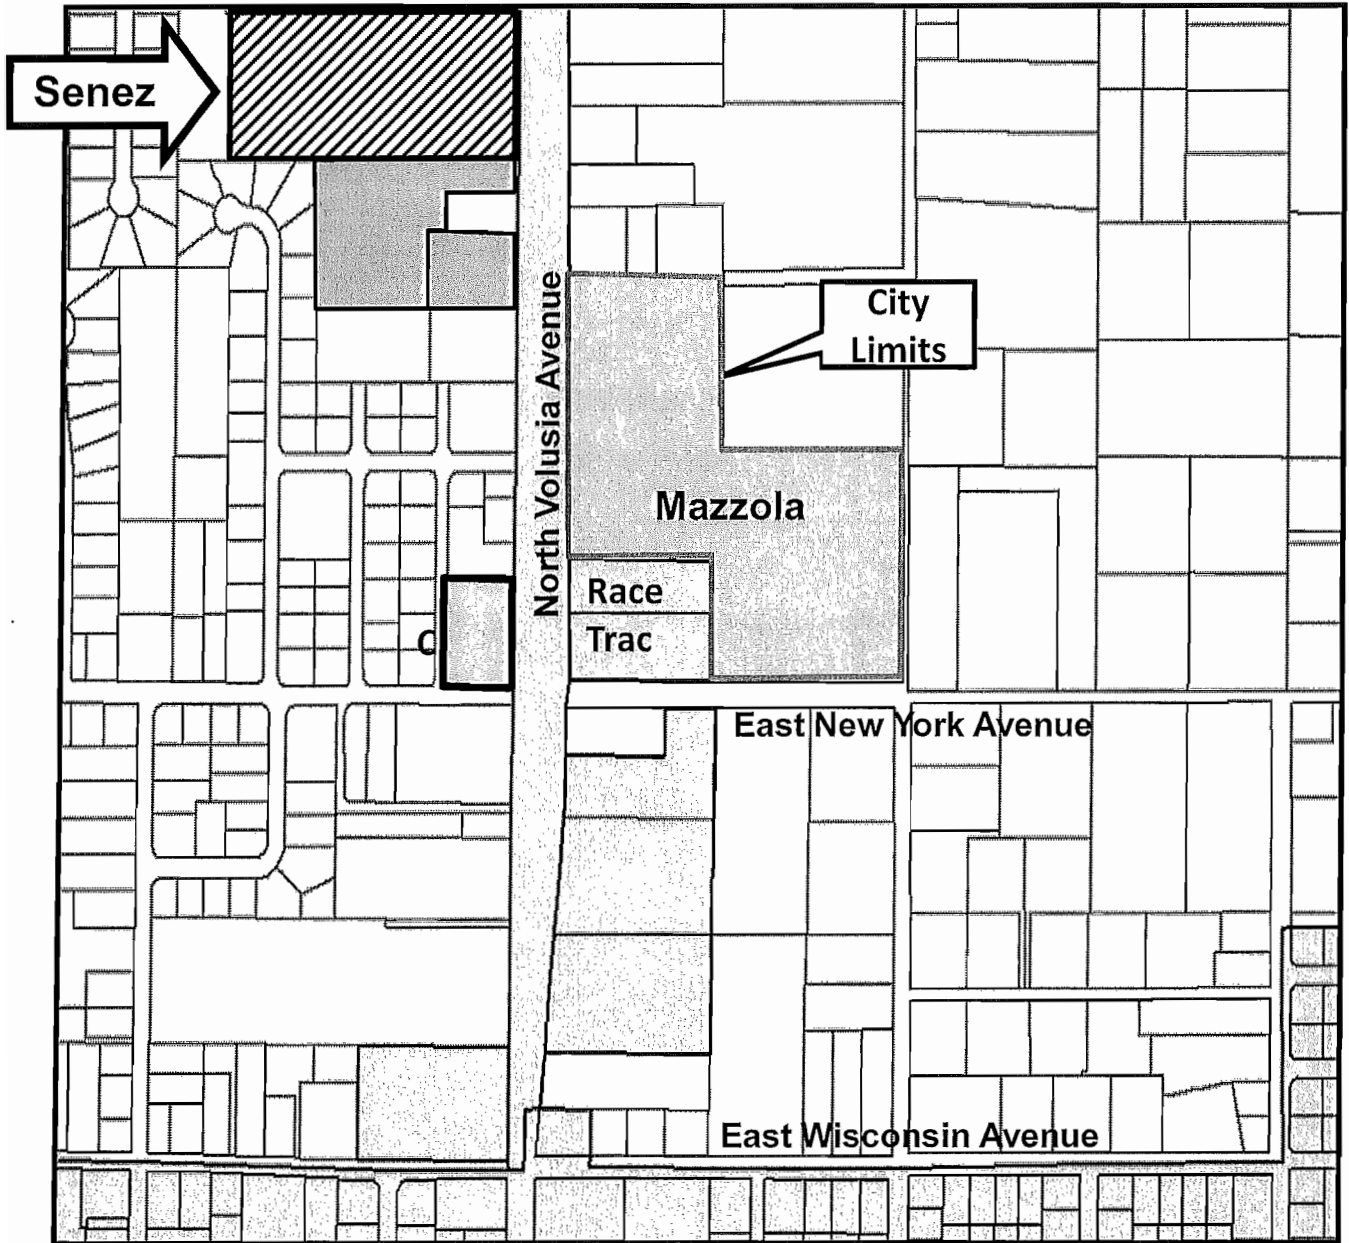 Senez
City
Limits
North Volusia Avenue
Mazzola
Race
Trac
C
East New York Avenue
East Wisconsin Avenue